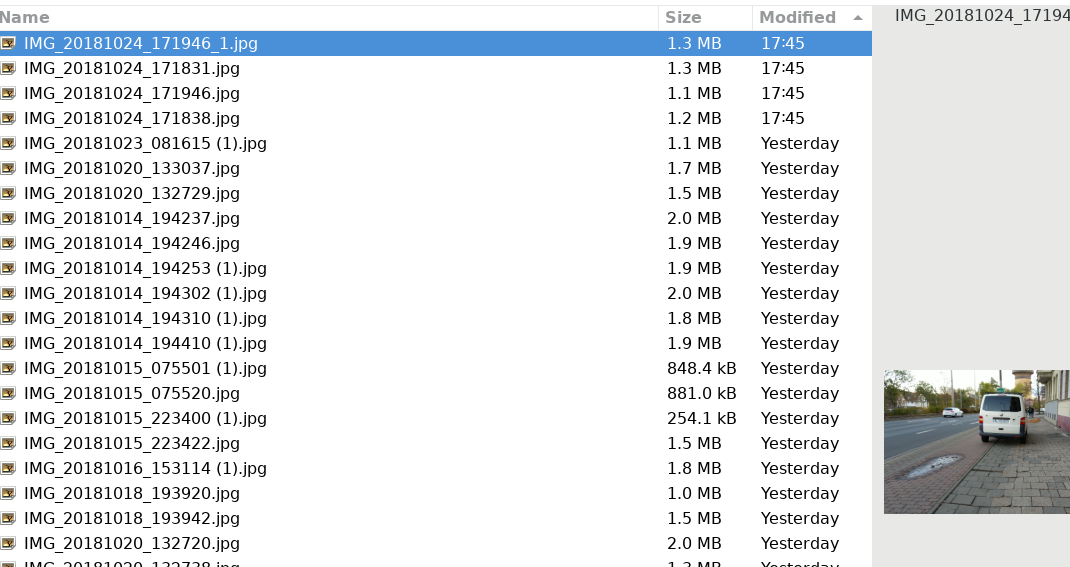 Name Size Modified
IMG_20181024_17194
IMG_20181024_171946_1.jpg 1.3 MB 17:45
IMG_20181024_171831.jpg 1.3 MB 17:45
IMG_20181024_171946.jpg 1.1 MB 17:45
IMG_20181024_171838.jpg 1.2 MB 17:45
IMG_20181023_081615 (1).jpg 1.1 MB Yesterday
IMG_20181020_133037.jpg 1.7 MB Yesterday
IMG_20181020_132729.jpg 1.5 MB Yesterday
IMG_20181014_194237.jpg 2.0 MB Yesterday
IMG_20181014_194246.jpg 1.9 MB Yesterday
IMG_20181014_194253 (1).jpg 1.9 MB Yesterday
IMG_20181014_194302 (1).jpg 2.0 MB Yesterday
IMG_20181014_194310 (1).jpg 1.8 MB Yesterday
IMG_20181014_194410 (1).jpg 1.9 MB Yesterday
IMG_20181015_075501 (1).jpg 848.4 kB Yesterday
IMG_20181015_075520.jpg 881.0 kB Yesterday
IMG_20181015_223400 (1).jpg 254.1 kB Yesterday
IMG_20181015_223422.jpg 1.5 MB Yesterday
IMG_20181016_153114 (1).jpg 1.8 MB Yesterday
IMG_20181018_193920.jpg 1.0 MB Yesterday
IMG_20181018_193942.jpg 1.5 MB Yesterday
IMG_20181020_132720.jpg 2.0 MB Yesterday
IMG_20181020_132738.jpg 1.3 MB Yesterday